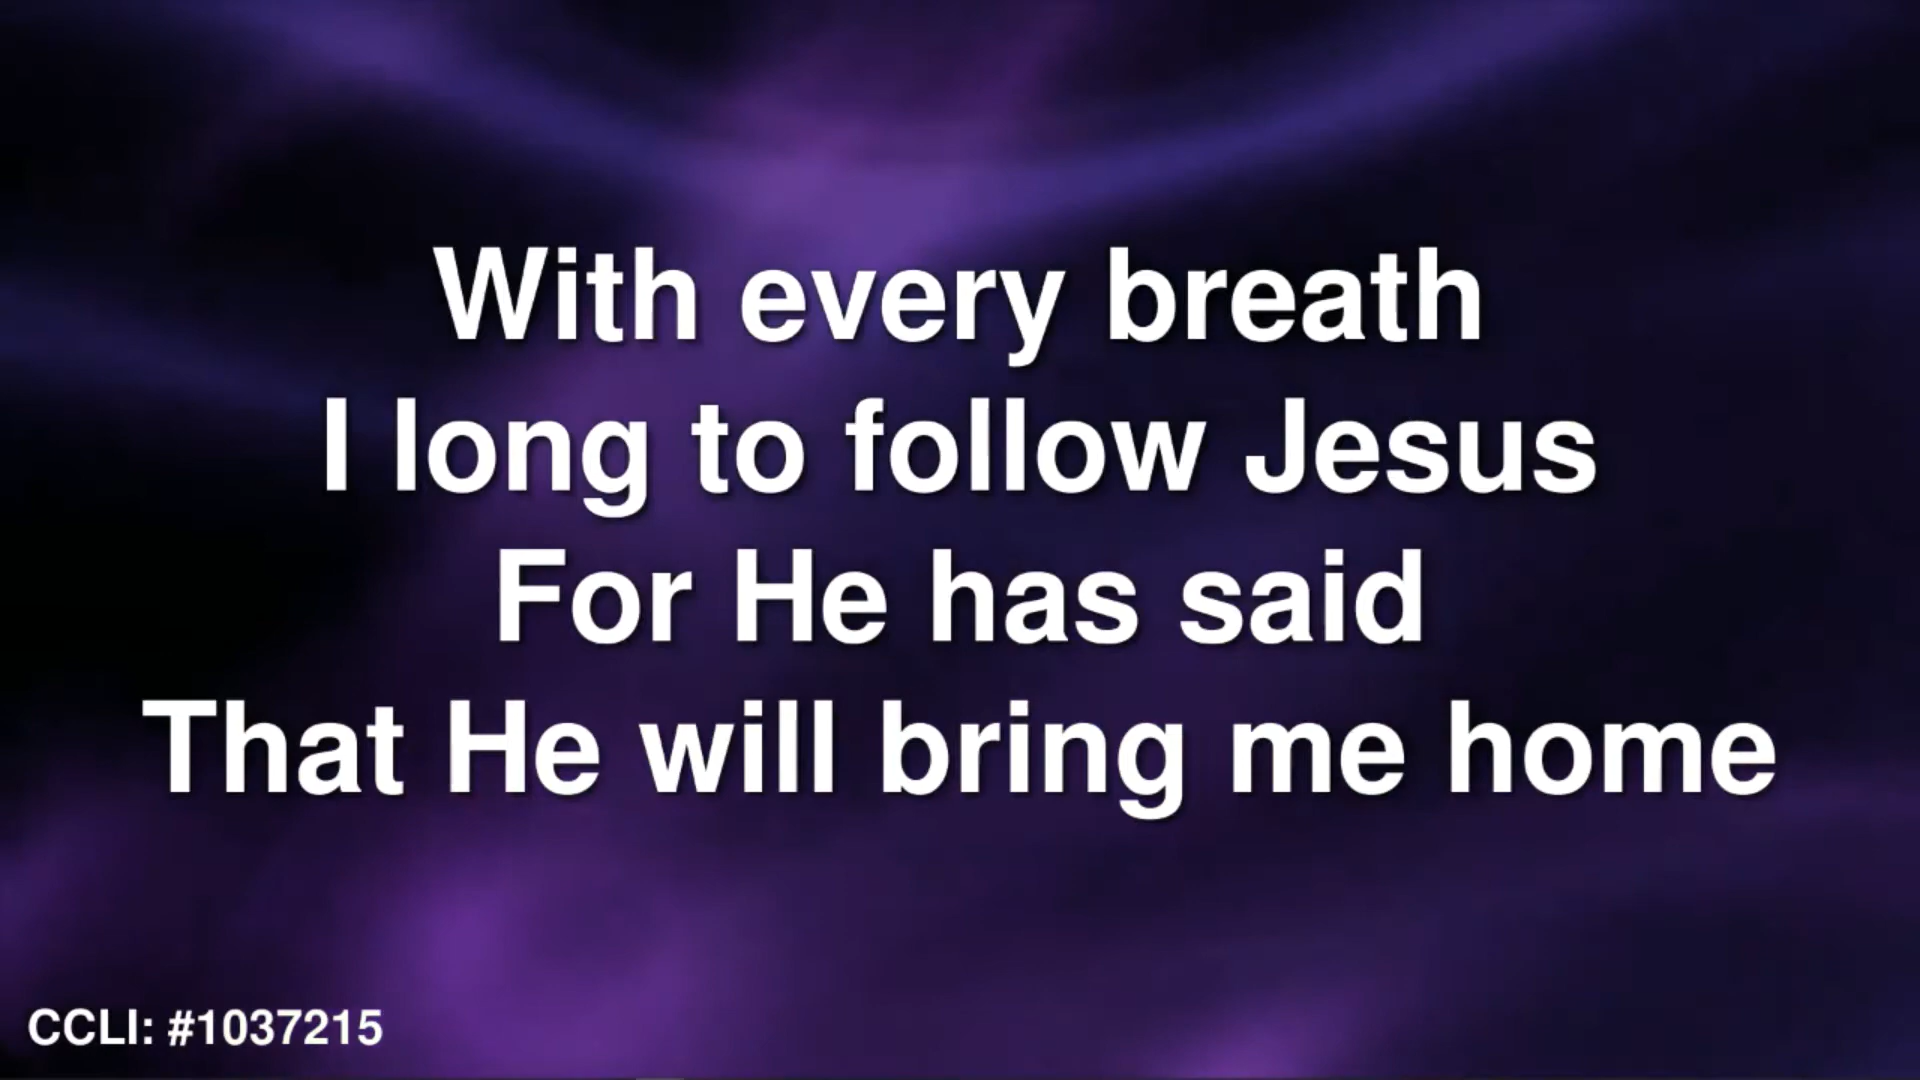 With every breath
I long to follow Jesus
For He has said
That He will bring me home
CCLI: #1037215